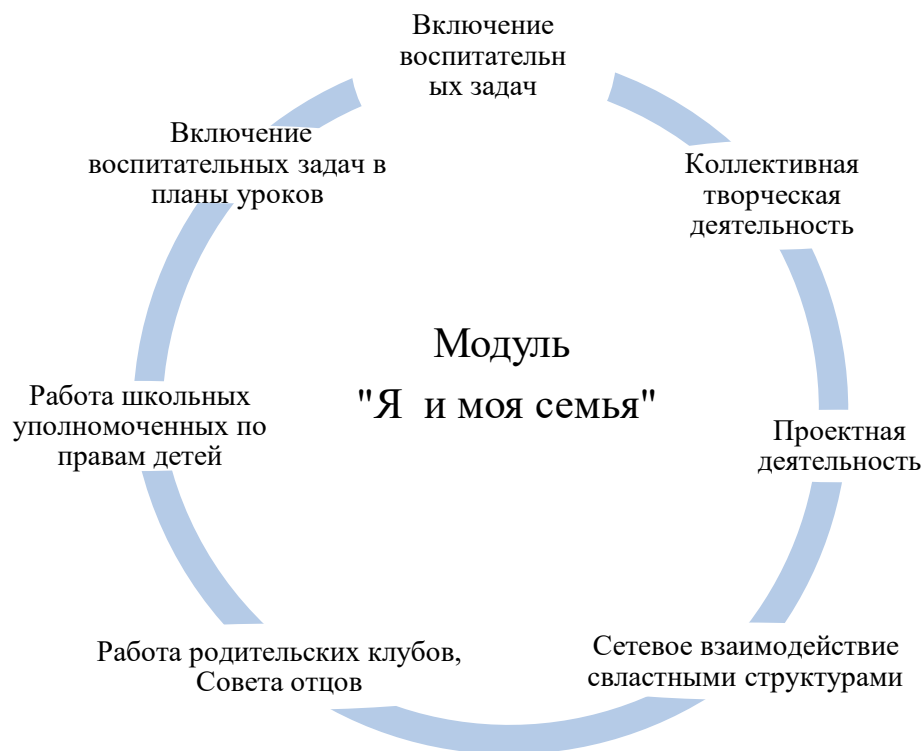 Включение
воспитательн
ых задач
Коллективная
творческая
деятельность
Проектная
деятельность
Сетевое взаимодействие
свластными структурами
Работа родительских клубов,
Совета отцов
Работа школьных
уполномоченных по
правам детей
Включение
воспитательных задач в
планы уроков
Модуль
"Я и моя семья"